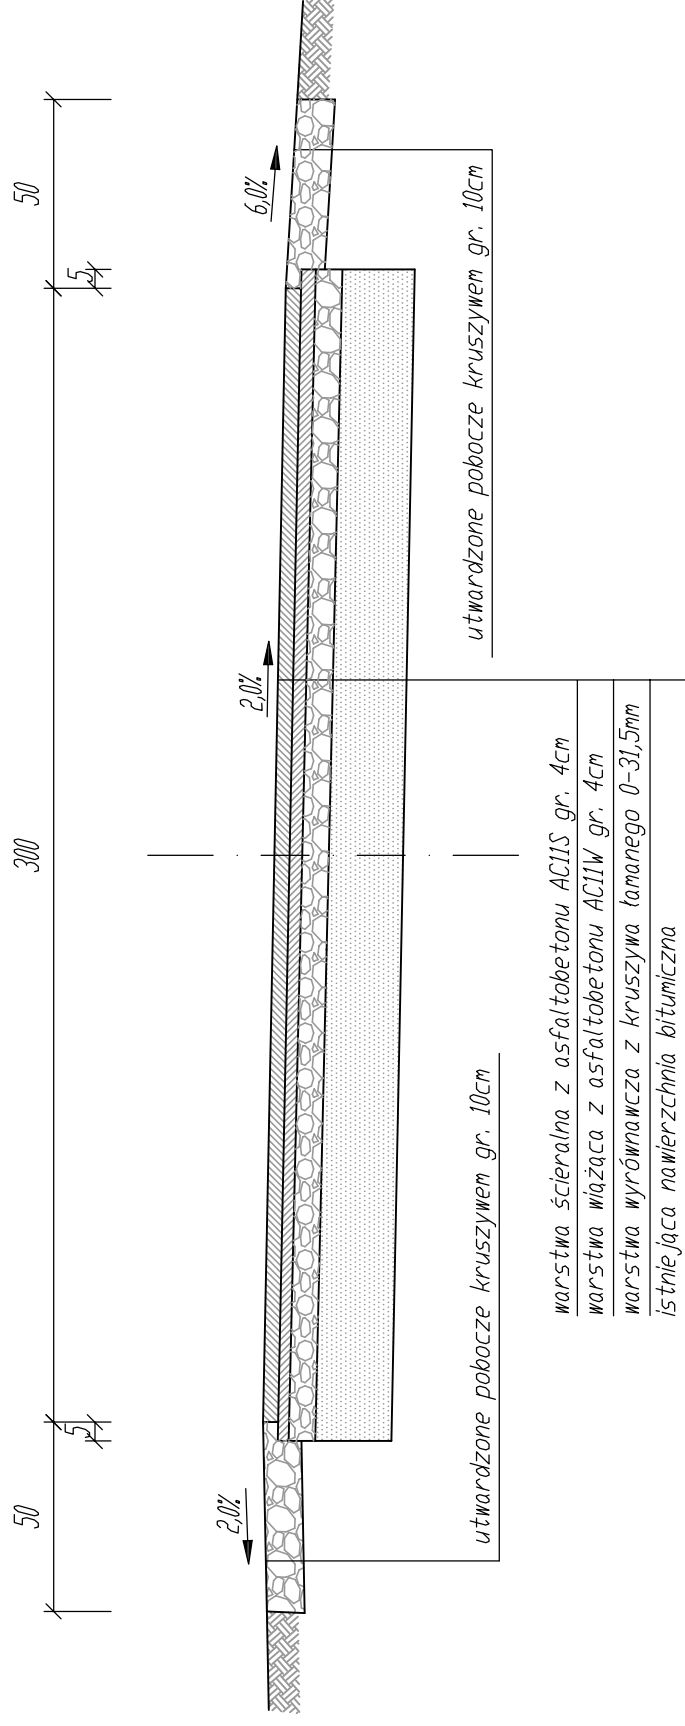 50
5
300
5
50
2,0%
2,0%
6,0%
utwardzone pobocze kruszywem gr. 10cm
utwardzone pobocze kruszywem gr. 10cm
warstwa ścieralna z asfaltobetonu AC11S gr. 4cm
warstwa wiążąca z asfaltobetonu AC11W gr. 4cm
warstwa wyrównawcza z kruszywa łamanego 0-31,5mm
istniejąca nawierzchnia bitumiczna